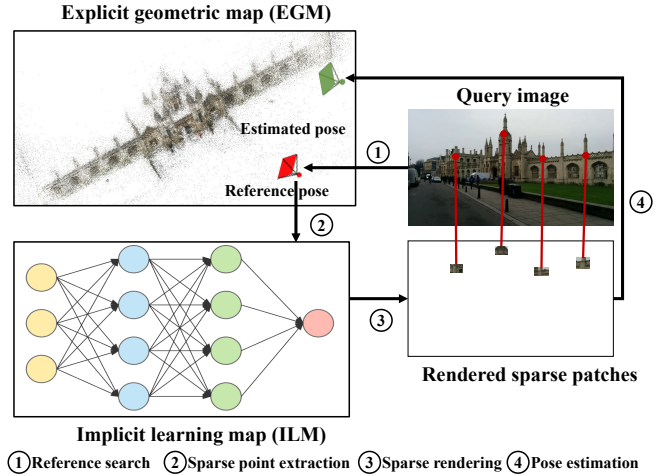 Explicit geometric map (EGM)
Query image
Estimated pose
1
Reference pose
2
4
3
Rendered sparse patches
Implicit learning map (ILM)
1 Reference search 2 Sparse point extraction 3 Sparse rendering 4 Pose estimation